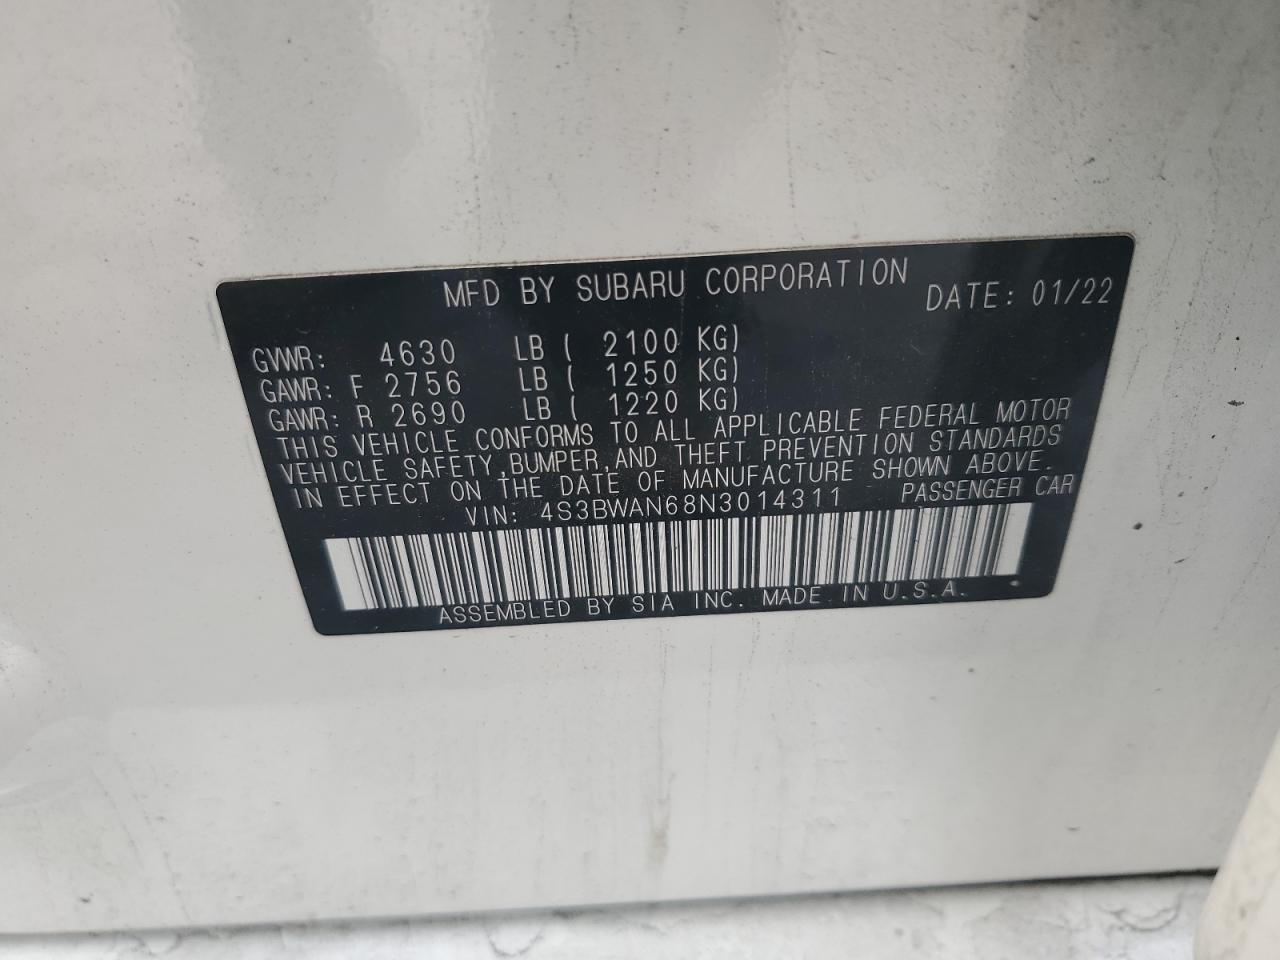 MFD BY SUBARU CORPORATION DATE: 01/22
GVWR: 4630 LB ( 2100 KG)
GAWR: F 2756 LB ( 1250 KG)
GAWR: R 2690 LB ( 1220 KG)
THIS VEHICLE CONFORMS TO ALL APPLICABLE FEDERAL MOTOR
VEHICLE SAFETY, BUMPER, AND THEFT PREVENTION STANDARDS
IN EFFECT ON THE DATE OF MANUFACTURE SHOWN ABOVE.
VIN: 4S3BWAN68N3014311 PASSENGER CAR
ASSEMBLED BY SIA INC. MADE IN U.S.A.